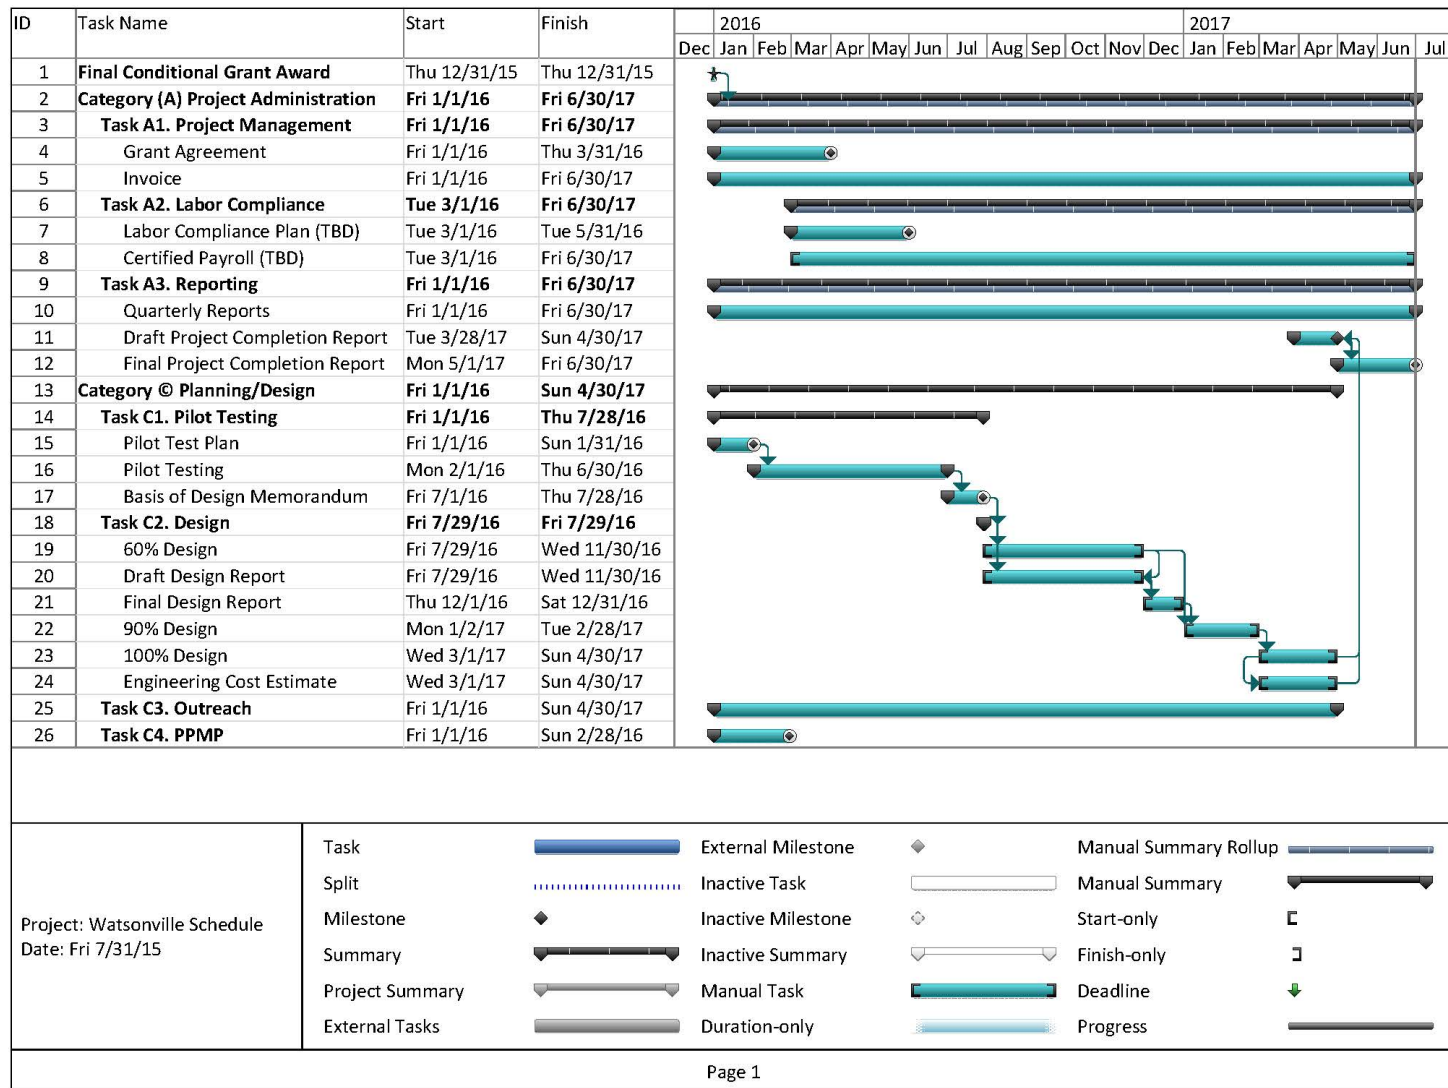 ID Task Name Start Finish 2016 2017
Dec Jan Feb Mar Apr May Jun Jul Aug Sep Oct Nov Dec Jan Feb Mar Apr May Jun Jul
1 Final Conditional Grant Award Thu 12/31/15 Thu 12/31/15
2 Category (A) Project Administration Fri 1/1/16 Fri 6/30/17
3 Task A1. Project Management Fri 1/1/16 Fri 6/30/17
4 Grant Agreement Fri 1/1/16 Thu 3/31/16
5 Invoice Fri 1/1/16 Fri 6/30/17
6 Task A2. Labor Compliance Tue 3/1/16 Fri 6/30/17
7 Labor Compliance Plan (TBD) Tue 3/1/16 Tue 5/31/16
8 Certified Payroll (TBD) Tue 3/1/16 Fri 6/30/17
9 Task A3. Reporting Fri 1/1/16 Fri 6/30/17
10 Quarterly Reports Fri 1/1/16 Fri 6/30/17
11 Draft Project Completion Report Tue 3/28/17 Sun 4/30/17
12 Final Project Completion Report Mon 5/1/17 Fri 6/30/17
13 Category © Planning/Design Fri 1/1/16 Sun 4/30/17
14 Task C1. Pilot Testing Fri 1/1/16 Thu 7/28/16
15 Pilot Test Plan Fri 1/1/16 Sun 1/31/16
16 Pilot Testing Mon 2/1/16 Thu 6/30/16
17 Basis of Design Memorandum Fri 7/1/16 Thu 7/28/16
18 Task C2. Design Fri 7/29/16 Fri 7/29/16
19 60% Design Fri 7/29/16 Wed 11/30/16
20 Draft Design Report Fri 7/29/16 Wed 11/30/16
21 Final Design Report Thu 12/1/16 Sat 12/31/16
22 90% Design Mon 1/2/17 Tue 2/28/17
23 100% Design Wed 3/1/17 Sun 4/30/17
24 Engineering Cost Estimate Wed 3/1/17 Sun 4/30/17
25 Task C3. Outreach Fri 1/1/16 Sun 4/30/17
26 Task C4. PPMP Fri 1/1/16 Sun 2/28/16
Project: Watsonville Schedule
Date: Fri 7/31/15
Task External Milestone Manual Summary Rollup
Split Inactive Task Manual Summary
Milestone Inactive Milestone Start-only
Summary Inactive Summary Finish-only
Project Summary Manual Task Deadline
External Tasks Duration-only Progress
Page 1